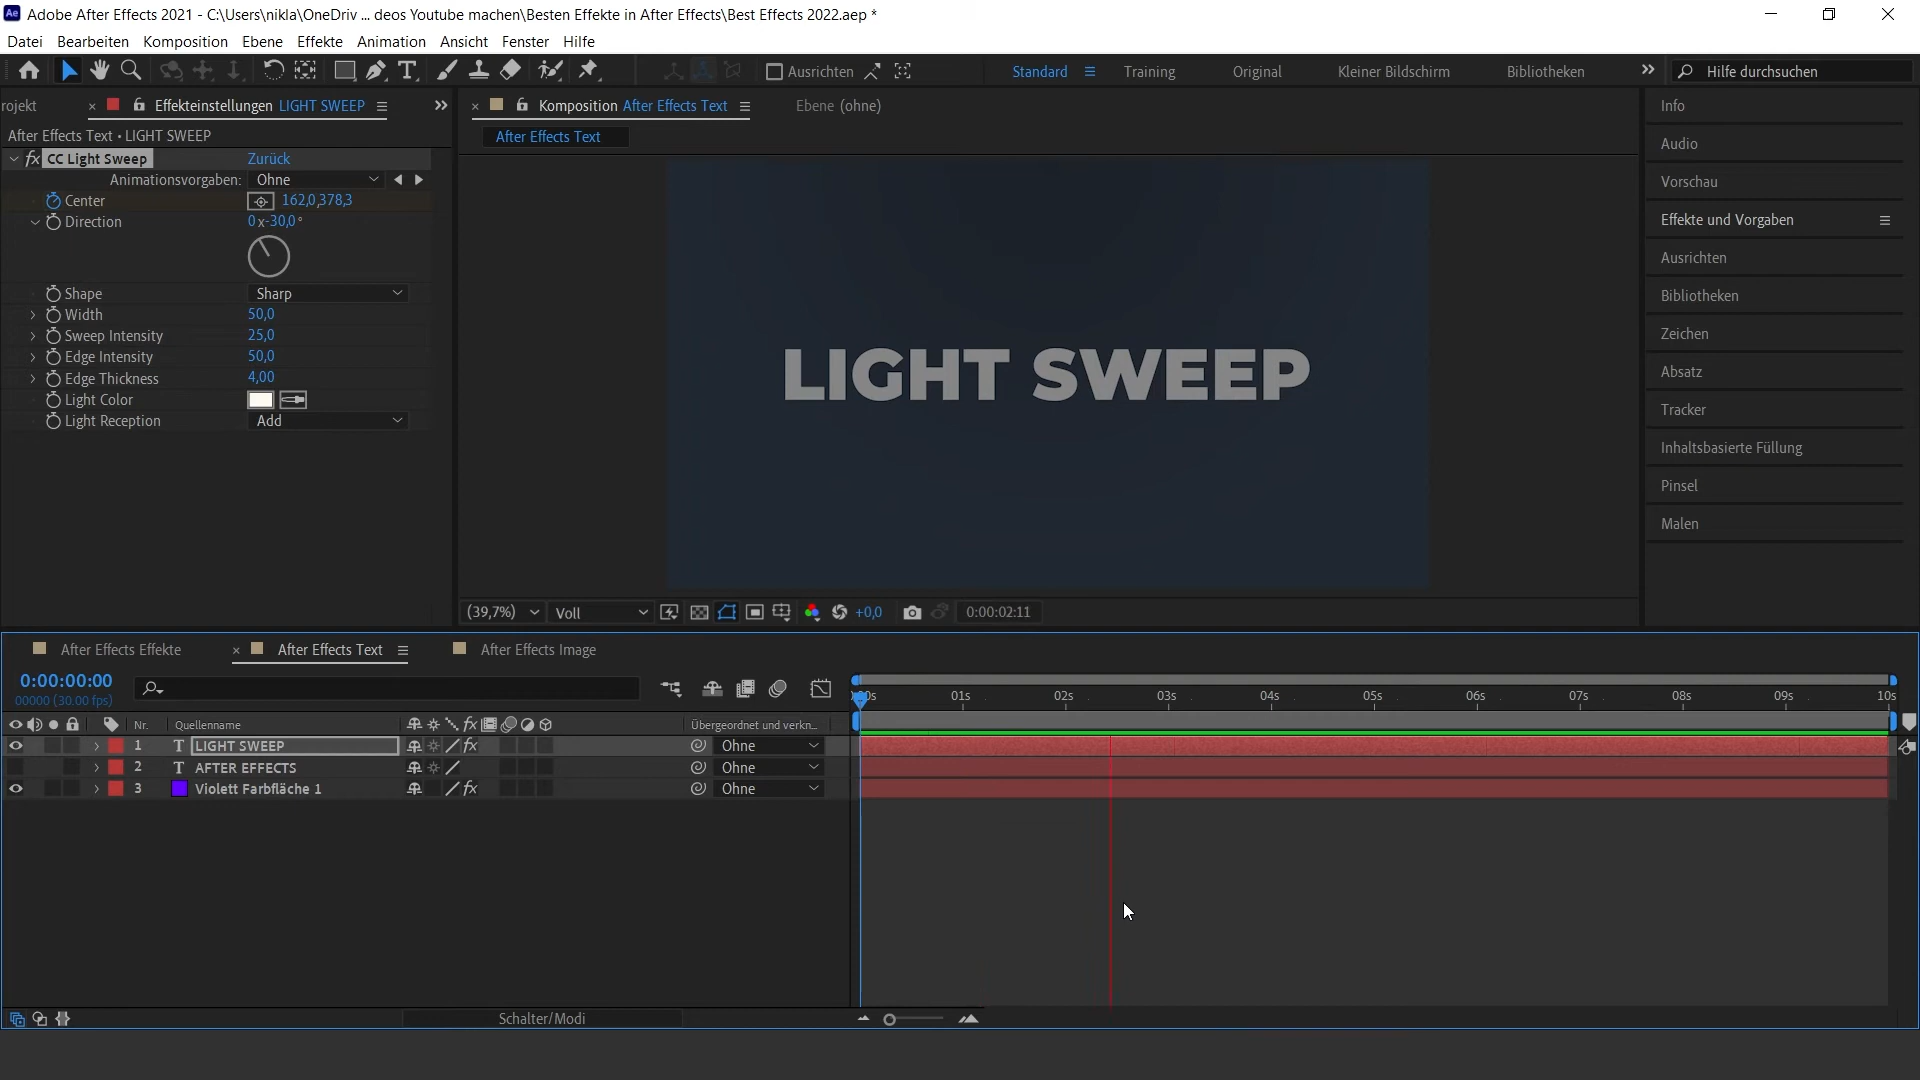 Adobe After Effects 2021 - C:\Users\nikla\OneDriv ... deos Youtube machen\Besten Effekte in After Effects\Best Effects 2022.aep *
Datei Bearbeiten Komposition Ebene Effekte Animation Ansicht Fenster Hilfe
Ausrichten Standard Training Original Kleiner Bildschirm Bibliotheken Hilfe durchsuchen
rojekt Effekteinstellungen LIGHT SWEEP Komposition After Effects Text Ebene (ohne)
After Effects Text • LIGHT SWEEP
After Effects Text
fx CC Light Sweep Zurück
Animationsvorgaben: Ohne
Center 162,0,378,3
Direction 0 x-30,0°
Shape Sharp
Width 50,0
Sweep Intensity 25,0
Edge Intensity 50,0
Edge Thickness 4,00
Light Color
Light Reception Add
LIGHT SWEEP
Info
Audio
Vorschau
Effekte und Vorgaben
Ausrichten
Bibliotheken
Zeichen
Absatz
Tracker
Inhaltsbasierte Füllung
Pinsel
Malen
(39,7%) Voll +0,0 0:00:02:11
After Effects Effekte After Effects Text After Effects Image
0:00:00:00
00000 (30.00 fps)
01s 02s 03s 04s 05s 06s 07s 08s 09s 10s
Nr. Quellenname fx Übergeordnet und verkn...
1 T LIGHT SWEEP fx Ohne
2 T AFTER EFFECTS Ohne
3 Violett Farbfläche 1 fx Ohne
Schalter/Modi